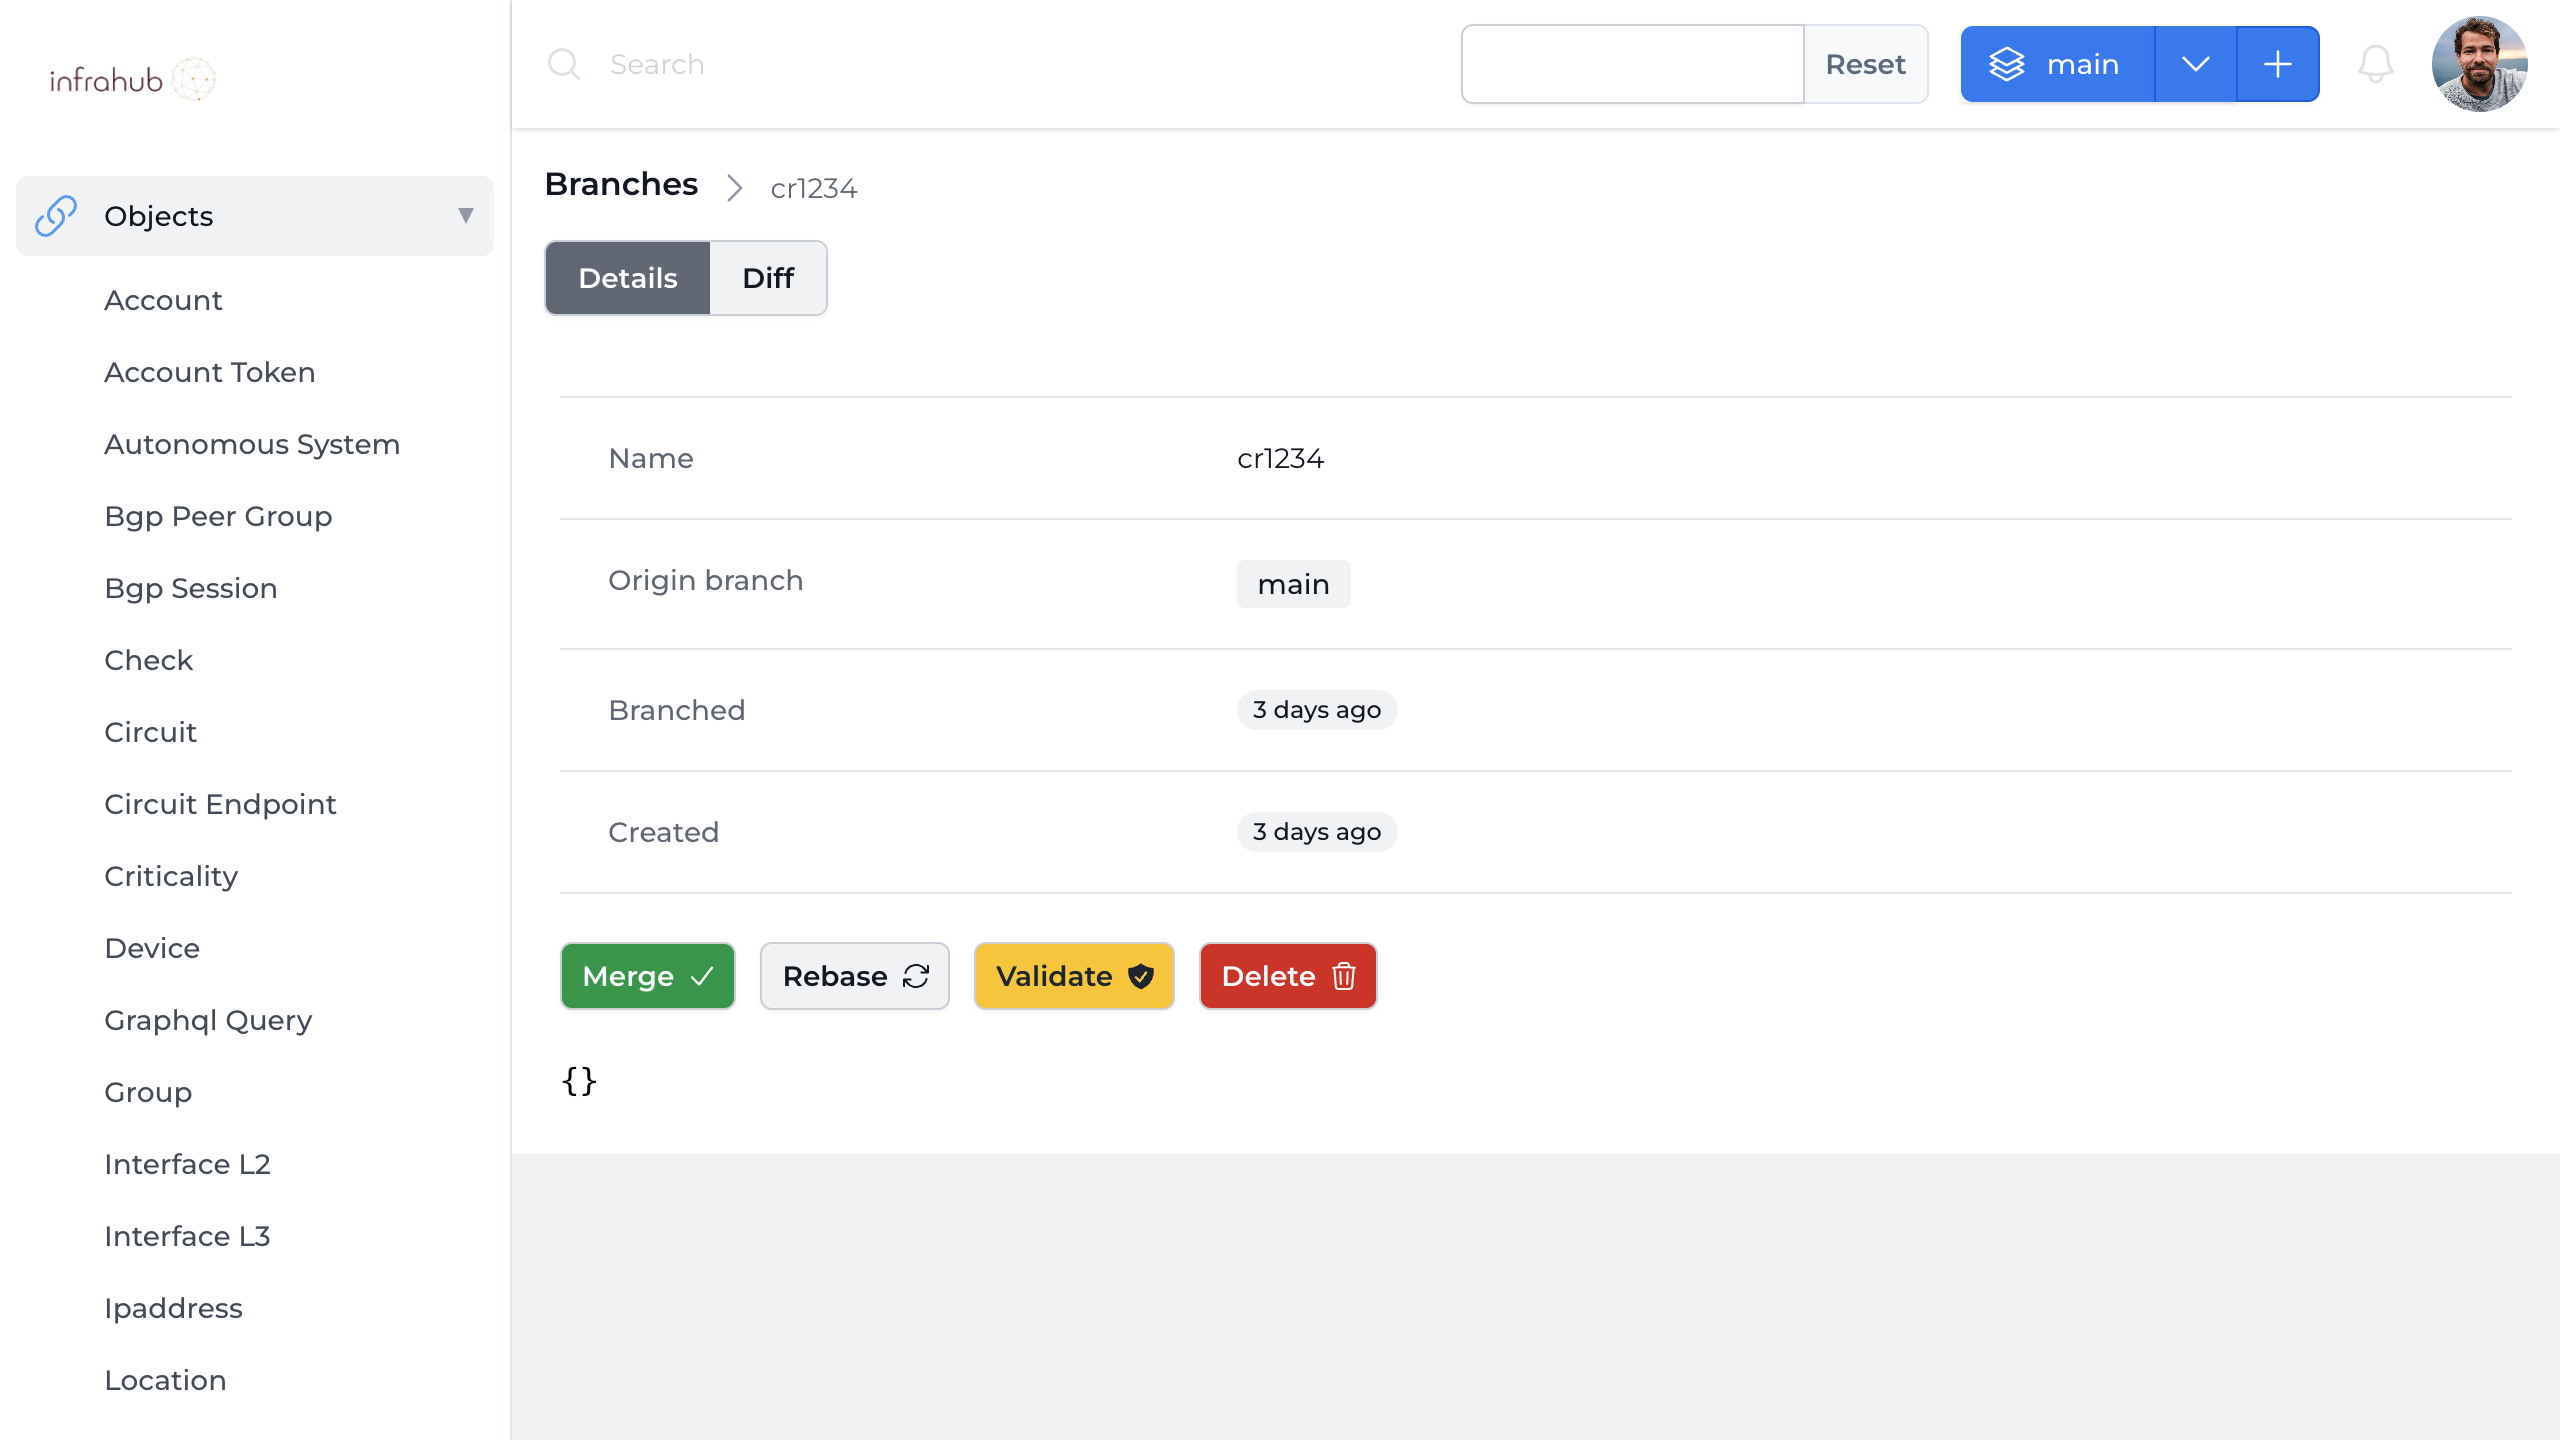 infrahub
Search
Reset
main
Objects
Account
Account Token
Autonomous System
Bgp Peer Group
Bgp Session
Check
Circuit
Circuit Endpoint
Criticality
Device
Graphql Query
Group
Interface L2
Interface L3
Ipaddress
Location
Branches
cr1234
Details
Diff
Name
cr1234
Origin branch
main
Branched
3 days ago
Created
3 days ago
Merge
Rebase
Validate
Delete
{}